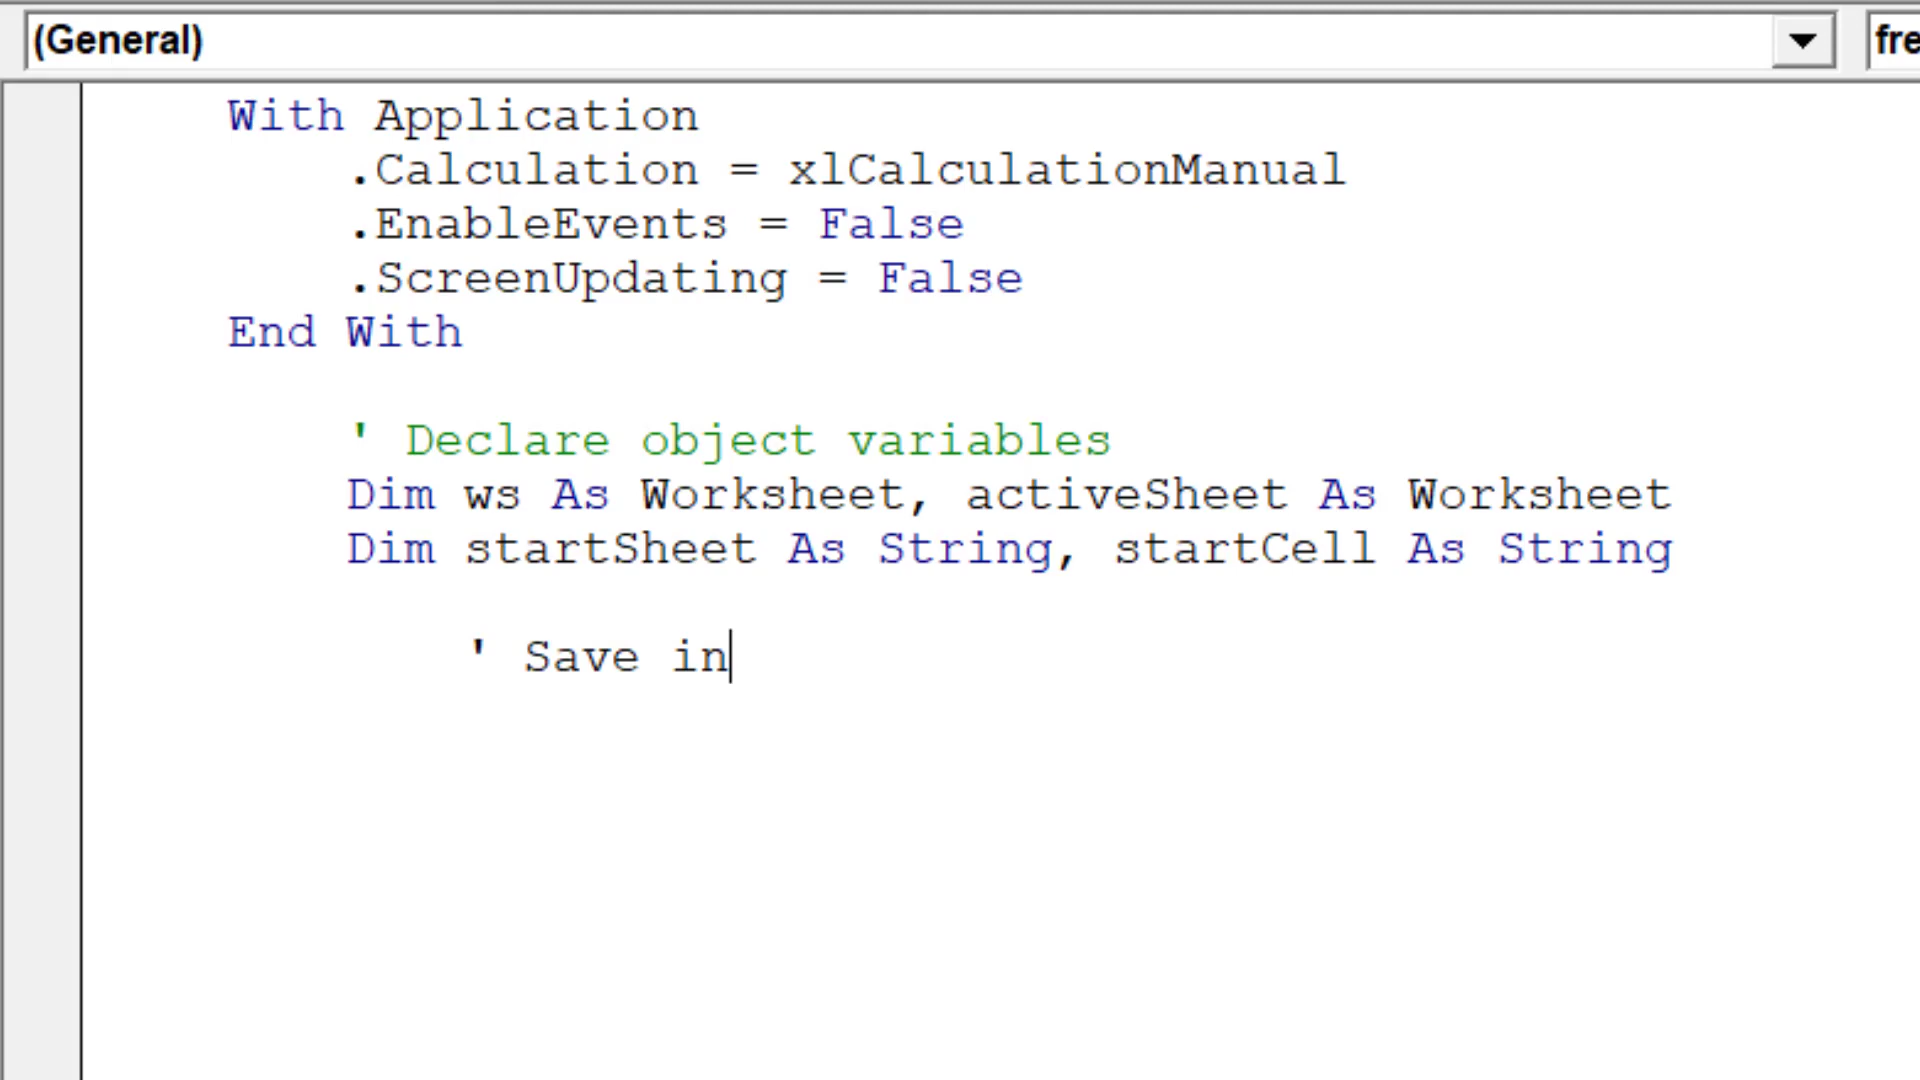 (General)
fre
With Application
.Calculation = xlCalculationManual
.EnableEvents = False
.ScreenUpdating = False
End With
' Declare object variables
Dim ws As Worksheet, activeSheet As Worksheet
Dim startSheet As String, startCell As String
' Save in